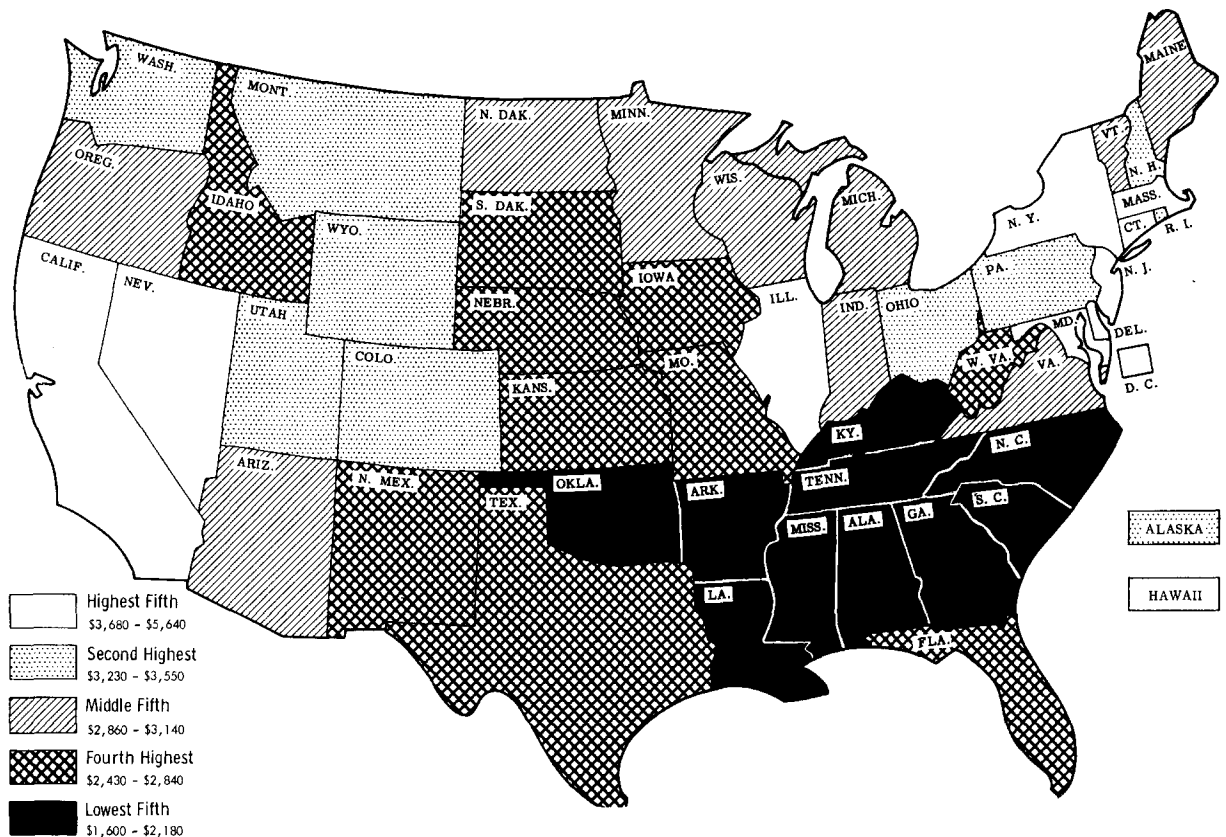 WASH.
MONT.
N. DAK.
MINN.
MAINE
OREG.
IDAHO
S. DAK.
WIS.
MICH.
VT.
N. H.
WYO.
N. Y.
MASS.
CT.
R. I.
CALIF.
NEV.
UTAH
NEBR.
IOWA
ILL.
IND.
OHIO
PA.
N. J.
COLO.
KANS.
MO.
W. VA.
VA.
MD.
DEL.
D. C.
KY.
N. C.
ARIZ.
N. MEX.
TEX.
OKLA.
ARK.
TENN.
S. C.
MISS.
ALA.
GA.
LA.
FLA.
ALASKA
HAWAII
Highest Fifth
$3,680 - $5,640
Second Highest
$3,230 - $3,550
Middle Fifth
$2,860 - $3,140
Fourth Highest
$2,430 - $2,840
Lowest Fifth
$1,600 - $2,180